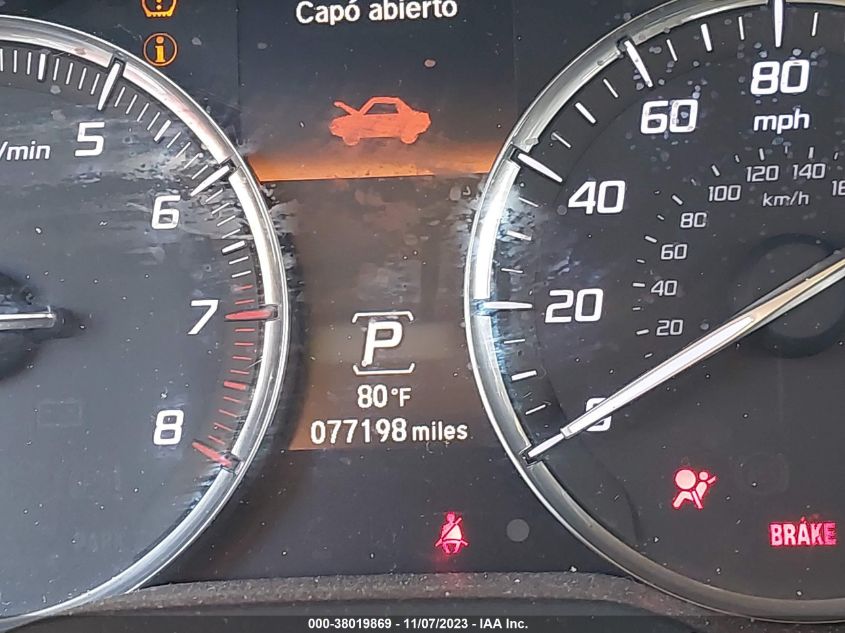 Capó abierto
/min
5
6
7
8
P
80°F
077198 miles
80
60
40
20
0
mph
140
120
100
80
60
40
20
km/h
BRAKE
000-38019869 - 11/07/2023 - IAA Inc.